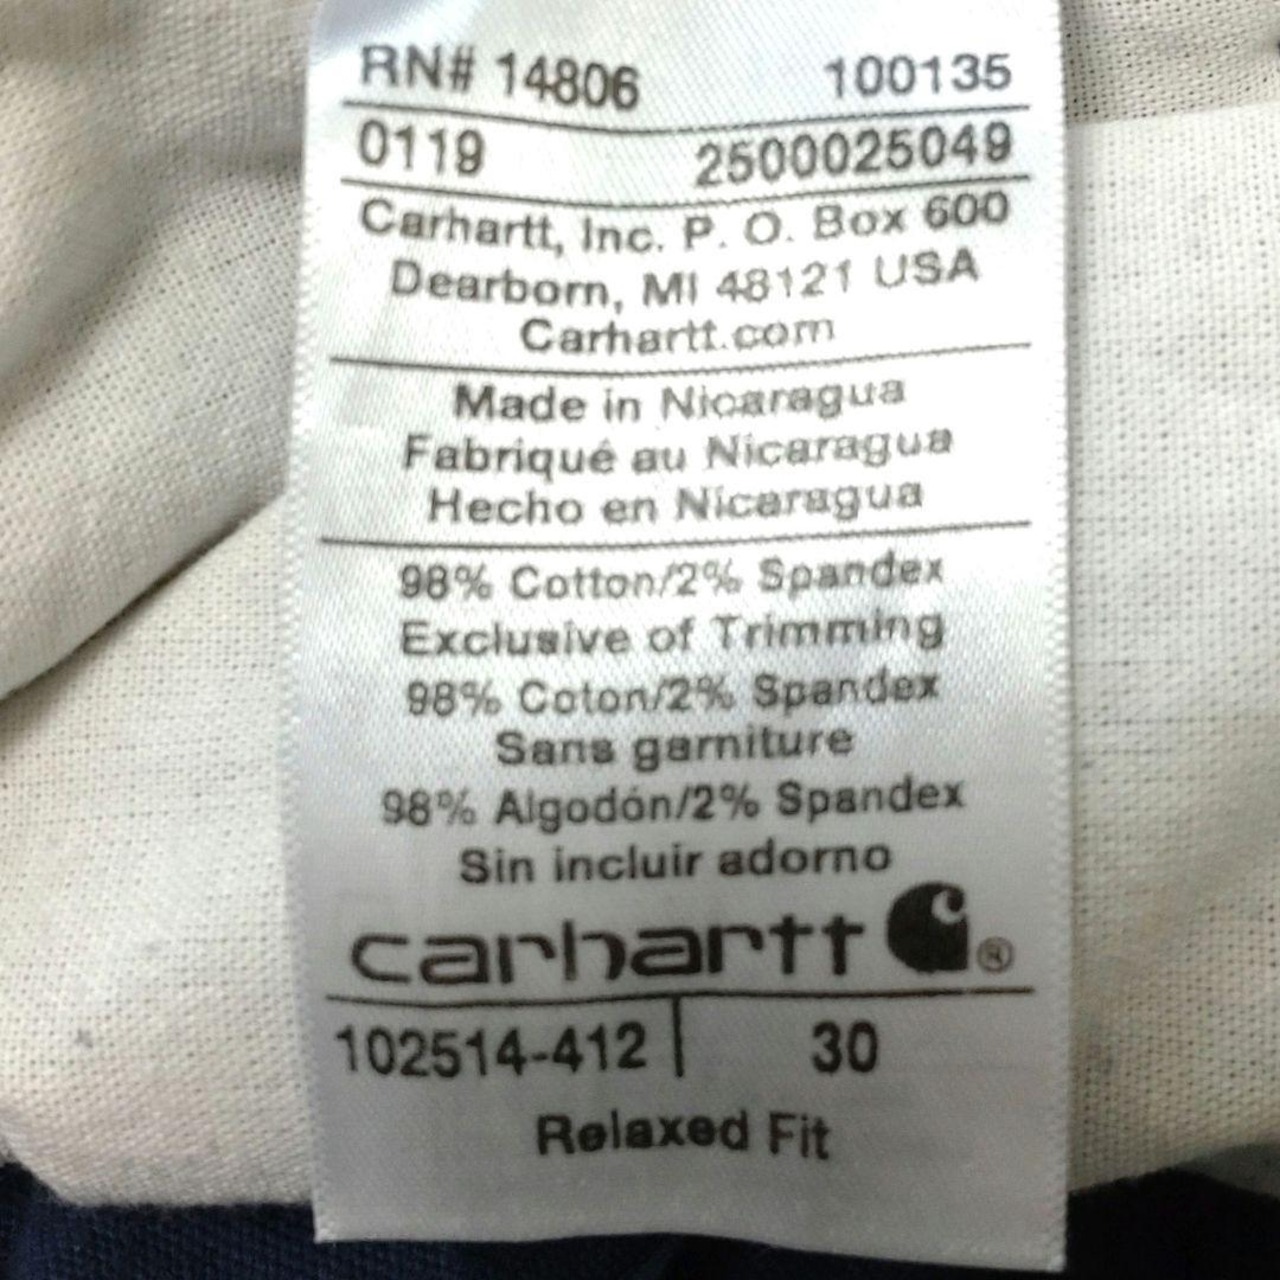 RN# 14806 100135
0119 2500025049
Carhartt, Inc. P. O. Box 600
Dearborn, MI 48121 USA
Carhartt.com
Made in Nicaragua
Fabriqué au Nicaragua
Hecho en Nicaragua
98% Cotton/2% Spandex
Exclusive of Trimming
98% Coton/2% Spandex
Sans garniture
98% Algodón/2% Spandex
Sin incluir adorno
carhartt ®
102514-412 | 30
Relaxed Fit